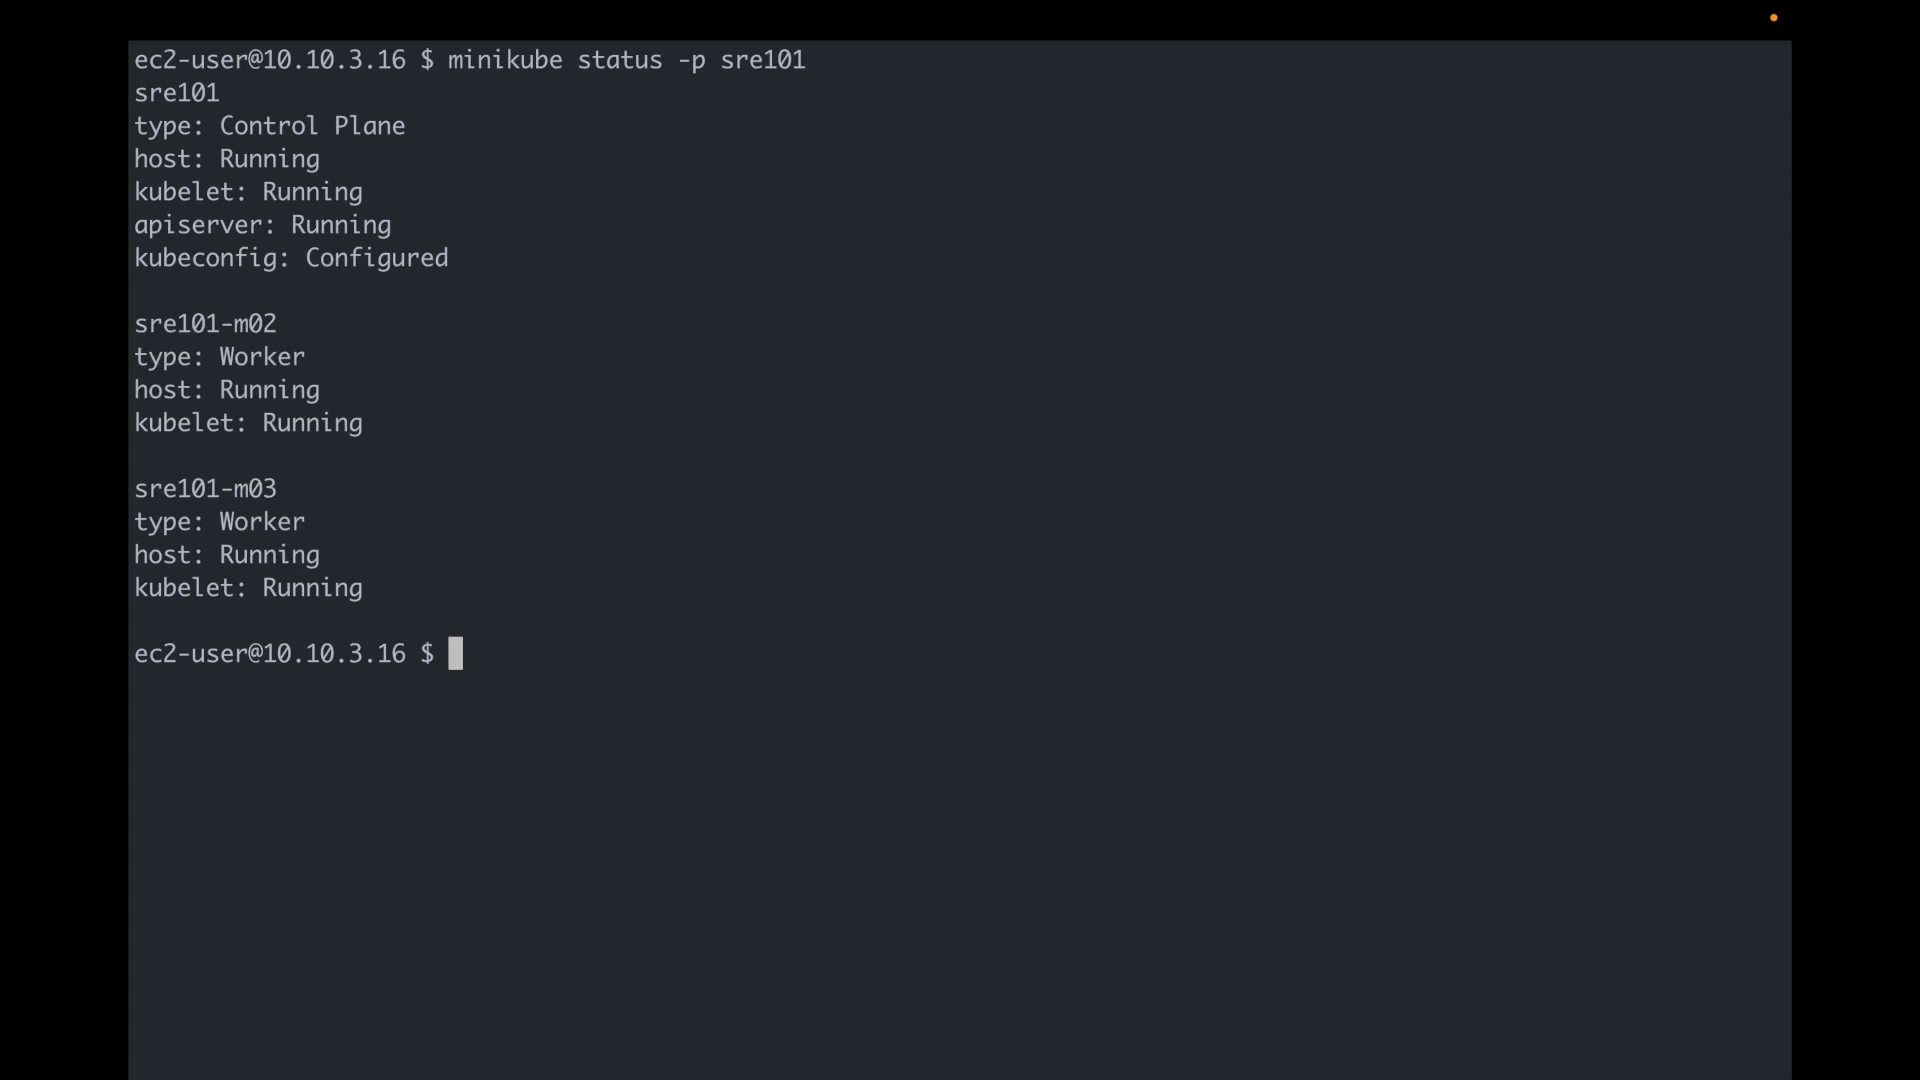 ec2-user@10.10.3.16 $ minikube status -p sre101
sre101
type: Control Plane
host: Running
kubelet: Running
apiserver: Running
kubeconfig: Configured
sre101-m02
type: Worker
host: Running
kubelet: Running
sre101-m03
type: Worker
host: Running
kubelet: Running
ec2-user@10.10.3.16 $